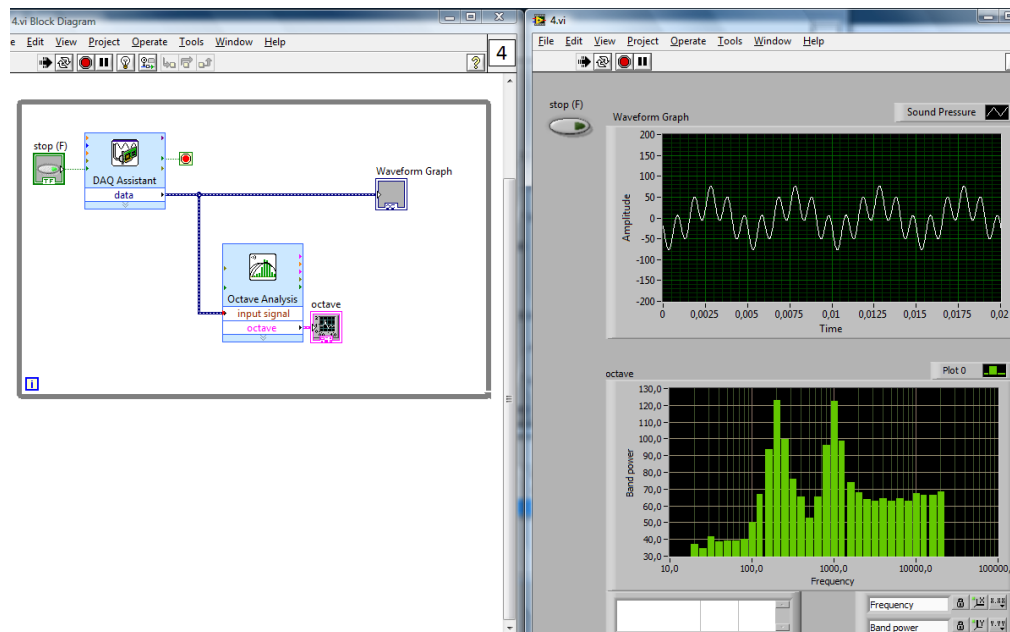 4.vi Block Diagram
e Edit View Project Operate Tools Window Help
4
stop (F)
TF
DAQ Assistant
data
Waveform Graph
Octave Analysis
input signal
octave
octave
i
4.vi
File Edit View Project Operate Tools Window Help
stop (F)
Waveform Graph
Sound Pressure
200
150
100
50
0
-50
-100
-150
-200
Amplitude
0 0,0025 0,005 0,0075 0,01 0,0125 0,015 0,0175 0,02
Time
octave
Plot 0
130,0
120,0
110,0
100,0
90,0
80,0
70,0
60,0
50,0
40,0
30,0
Band power
10,0 100,0 1000,0 10000,0 100000,
Frequency
Frequency
Band power